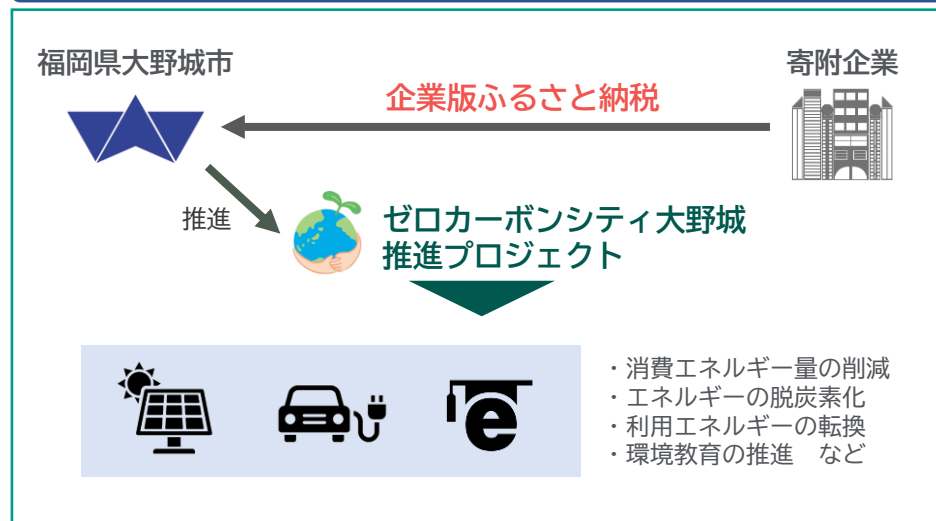 福岡県大野城市
寄附企業
企業版ふるさと納税
推進
ゼロカーボンシティ大野城
推進プロジェクト
e
・消費エネルギー量の削減
・エネルギーの脱炭素化
・利用エネルギーの転換
・環境教育の推進　など